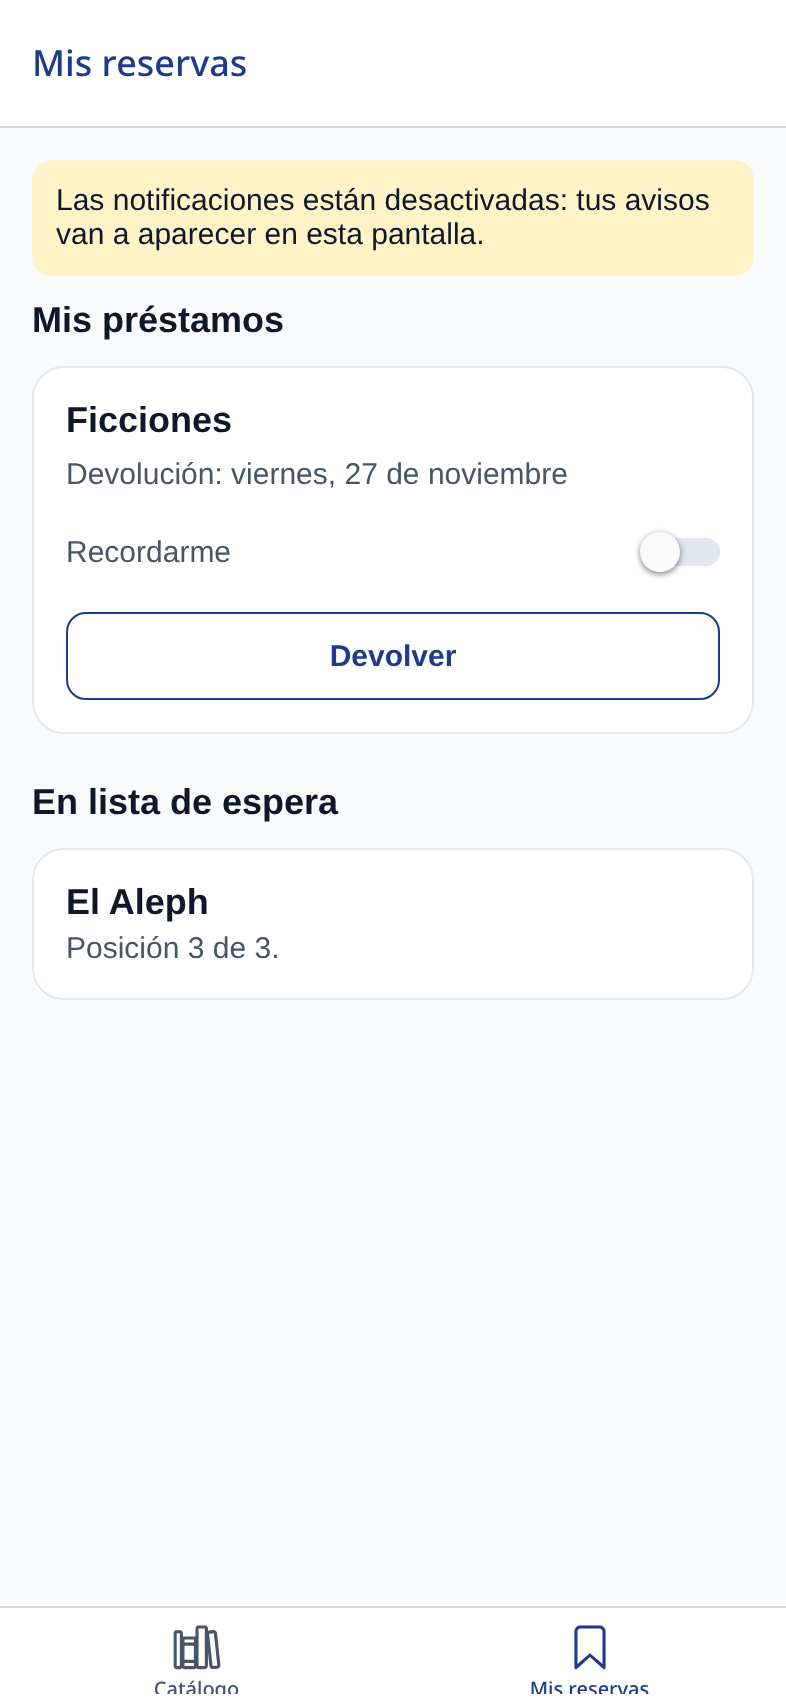 Mis reservas
Las notificaciones están desactivadas: tus avisos
van a aparecer en esta pantalla.
Mis préstamos
Ficciones
Devolución: viernes, 27 de noviembre
Recordarme
Devolver
En lista de espera
El Aleph
Posición 3 de 3.
Catálogo
Mis reservas